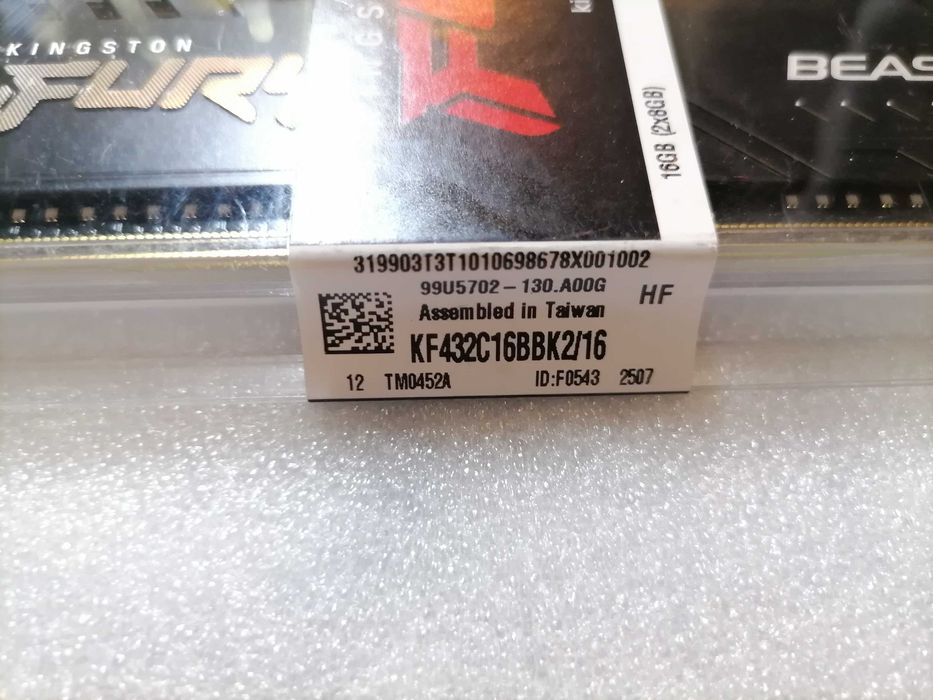 KINGSTON
FURY
BEAS
16GB (2x8GB)
319903T3T1010698678X001002
99U5702-130.A00G
HF
Assembled in Taiwan
KF432C16BBK2/16
12 TM0452A ID:F0543 2507